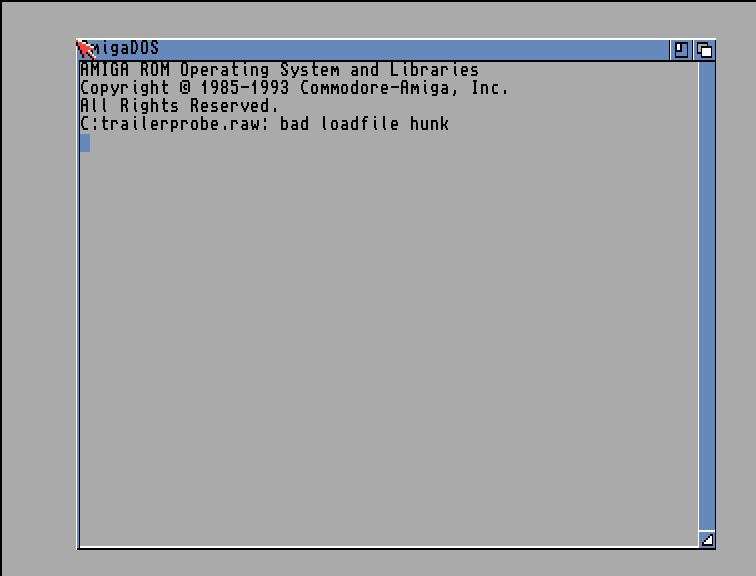 AmigaDOS
AMIGA ROM Operating System and Libraries
Copyright © 1985-1993 Commodore-Amiga, Inc.
All Rights Reserved.
C:trailerprobe.raw: bad loadfile hunk